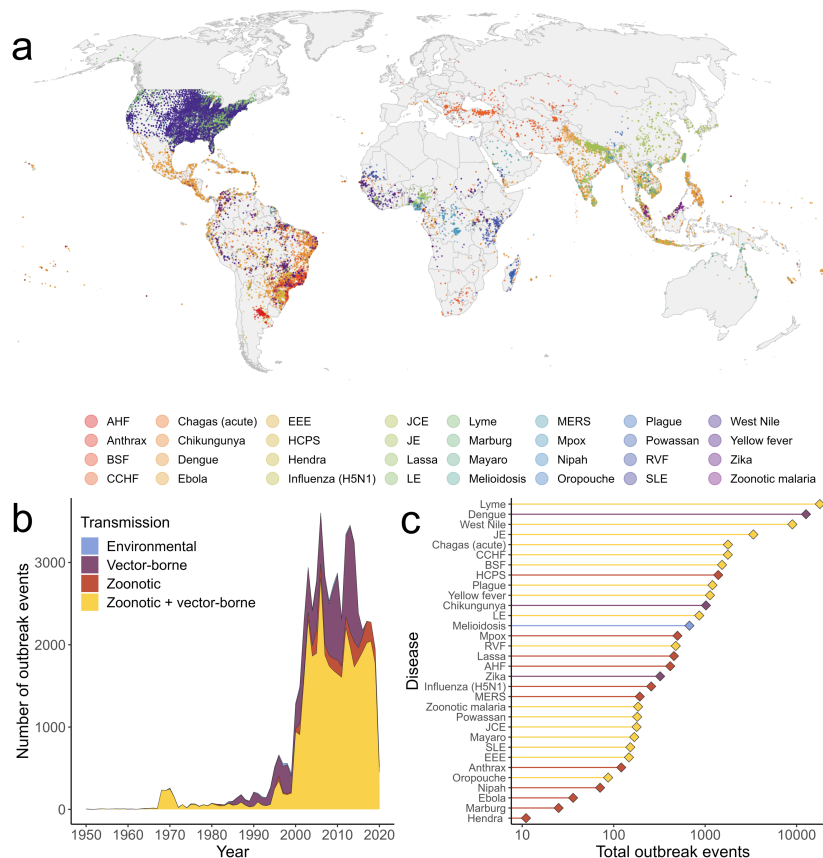 a
AHF
Chagas (acute)
EEE
JCE
Lyme
MERS
Plague
West Nile
Anthrax
Chikungunya
HCPS
JE
Marburg
Mpox
Powassan
Yellow fever
BSF
Dengue
Hendra
Lassa
Mayaro
Nipah
RVF
Zika
CCHF
Ebola
Influenza (H5N1)
LE
Melioidosis
Oropouche
SLE
Zoonotic malaria
b
Transmission
Environmental
Vector-borne
Zoonotic
Zoonotic + vector-borne
Number of outbreak events
3000
2000
1000
0
1950 1960 1970 1980 1990 2000 2010 2020
Year
c
Disease
Lyme
Dengue
West Nile
JE
Chagas (acute)
CCHF
BSF
HCPS
Plague
Yellow fever
Chikungunya
LE
Melioidosis
Mpox
RVF
Lassa
AHF
Zika
Influenza (H5N1)
MERS
Zoonotic malaria
Powassan
JCE
Mayaro
SLE
EEE
Anthrax
Oropouche
Nipah
Ebola
Marburg
Hendra
10 100 1000 10000
Total outbreak events